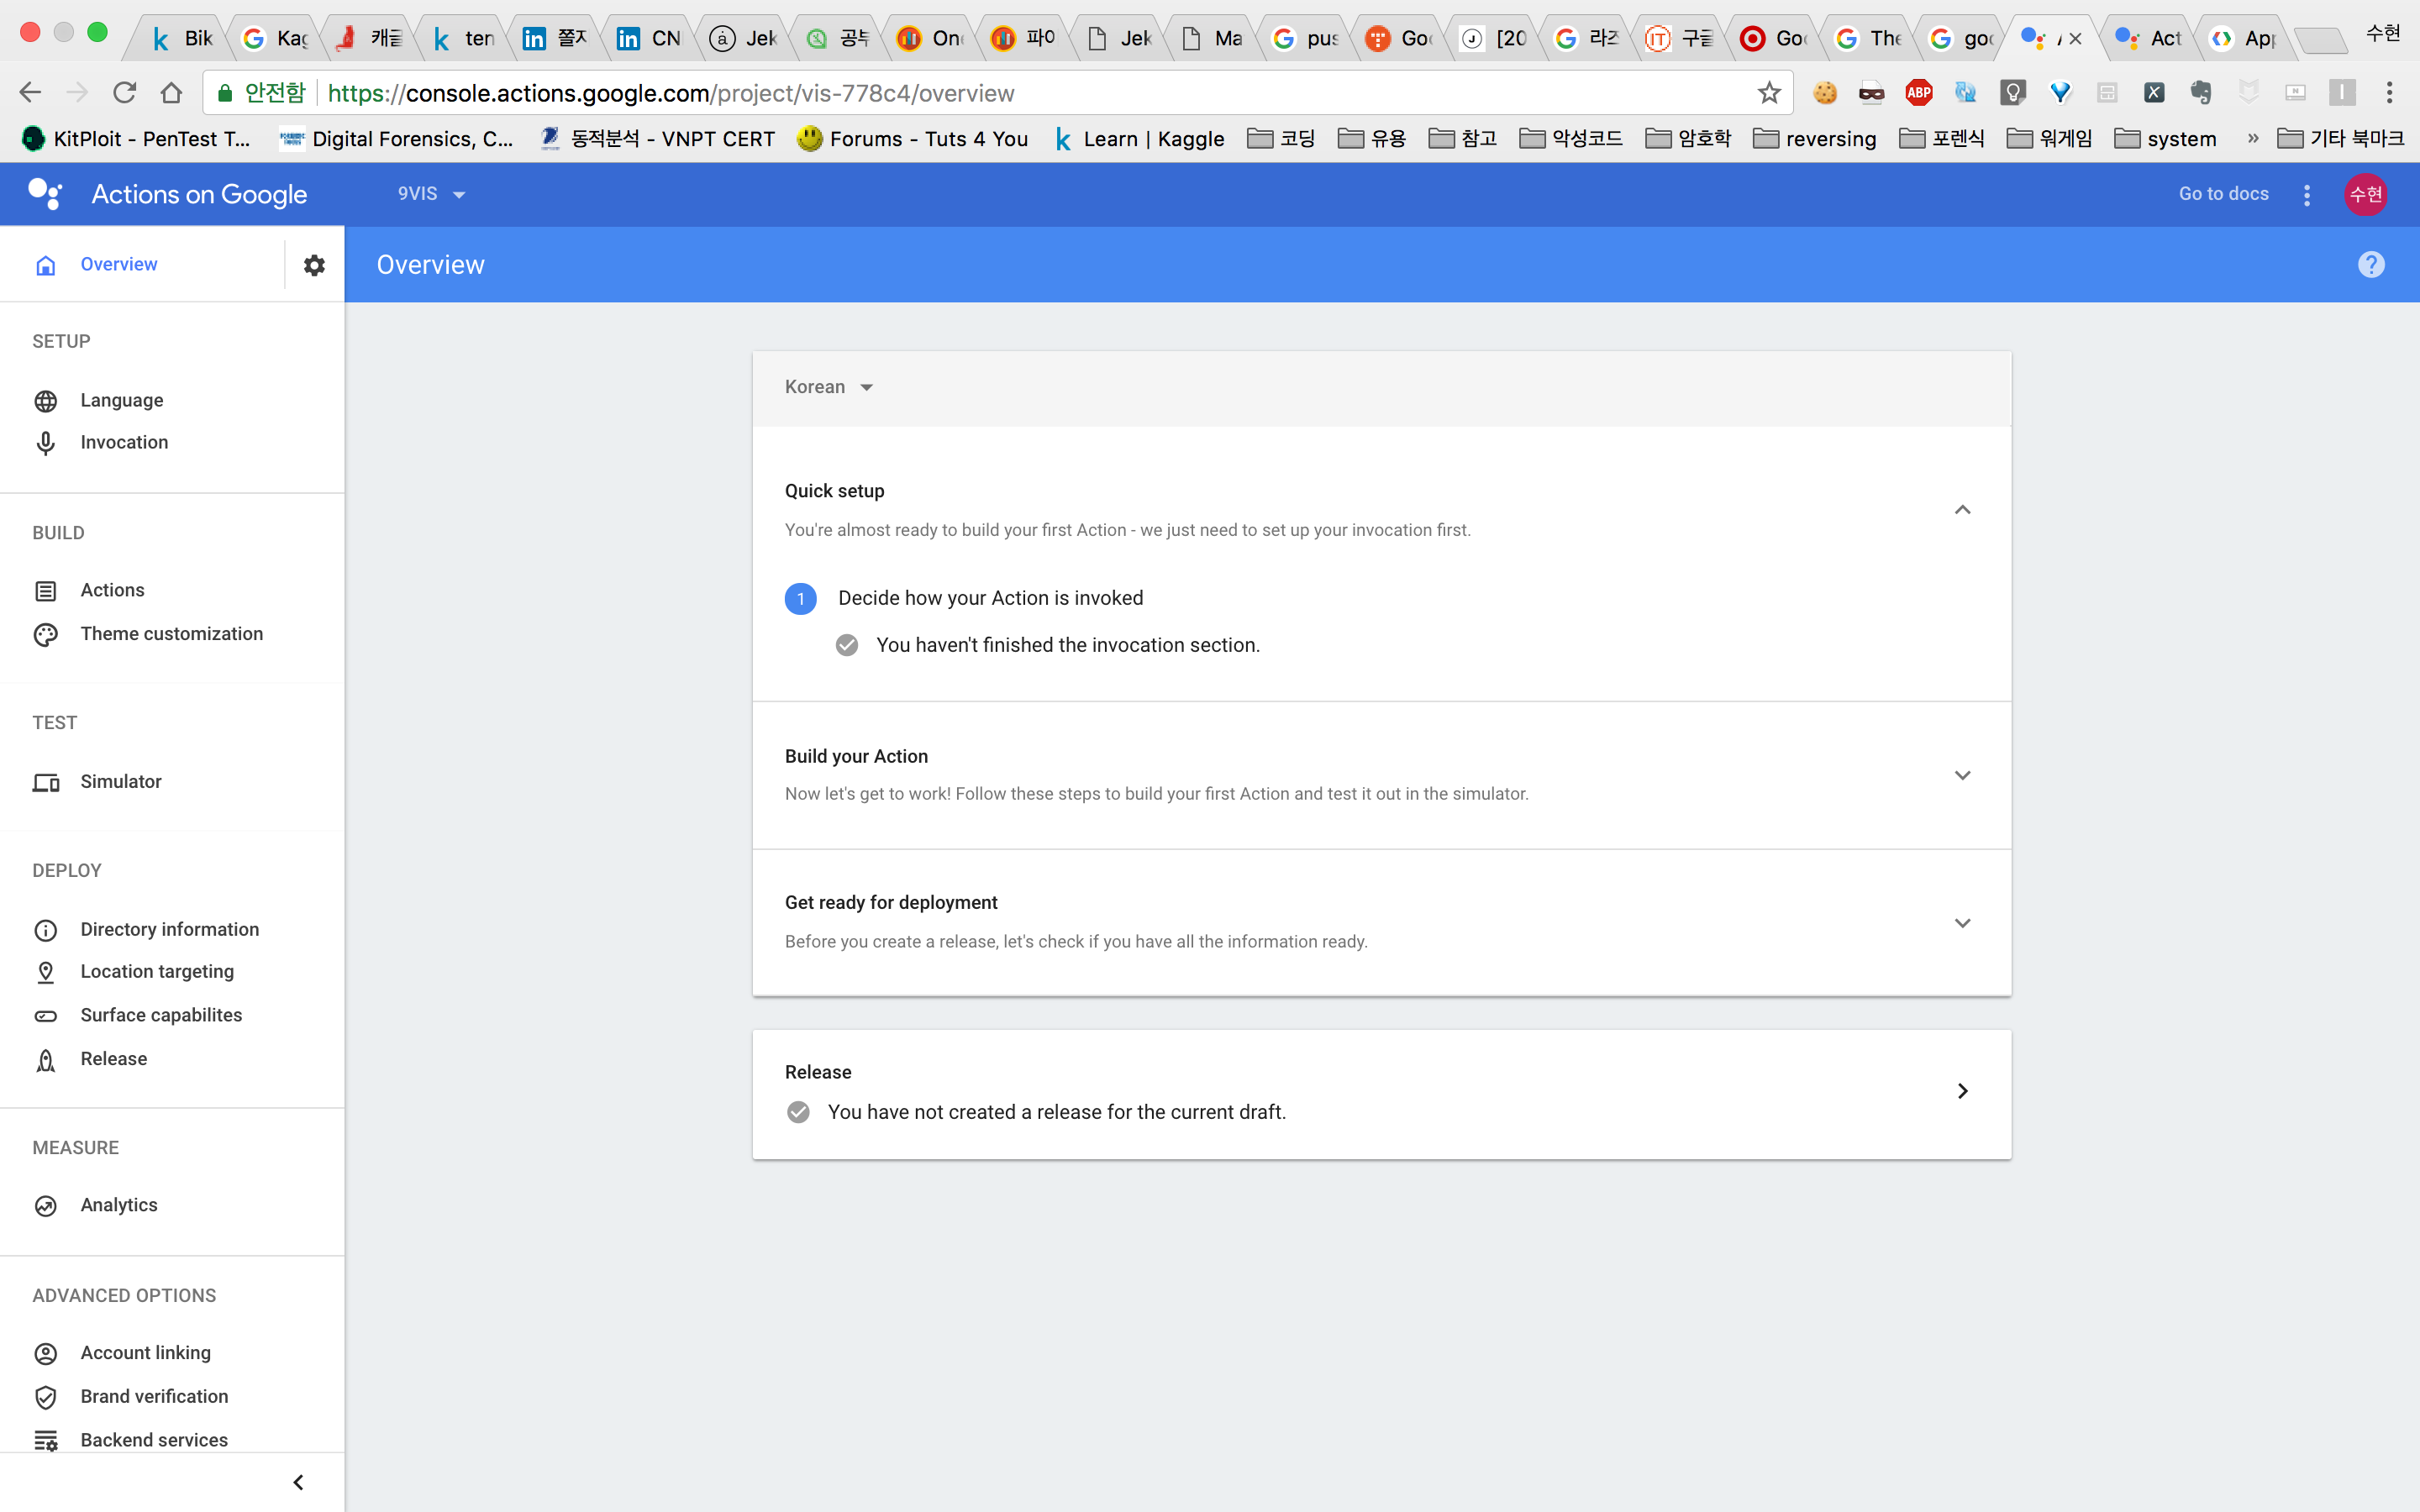 Bik
Kag
캐글
ten
CN
Jek
공부
One
파이
Jek
Ma
pus
Goo
[20
라즈
구글
Goo
The
goo
Act
App
수현
안전함
https://console.actions.google.com/project/vis-778c4/overview
ABP
KitPloit - PenTest T...
Digital Forensics, C...
동적분석 - VNPT CERT
Forums - Tuts 4 You
Learn | Kaggle
코딩
유용
참고
악성코드
암호학
reversing
포렌식
워게임
system
»
기타 북마크
Actions on Google
9VIS
Go to docs
수현
Overview
Overview
SETUP
Language
Invocation
BUILD
Actions
Theme customization
TEST
Simulator
DEPLOY
Directory information
Location targeting
Surface capabilites
Release
MEASURE
Analytics
ADVANCED OPTIONS
Account linking
Brand verification
Backend services
Korean
Quick setup
You're almost ready to build your first Action - we just need to set up your invocation first.
1
Decide how your Action is invoked
You haven't finished the invocation section.
Build your Action
Now let's get to work! Follow these steps to build your first Action and test it out in the simulator.
Get ready for deployment
Before you create a release, let's check if you have all the information ready.
Release
You have not created a release for the current draft.